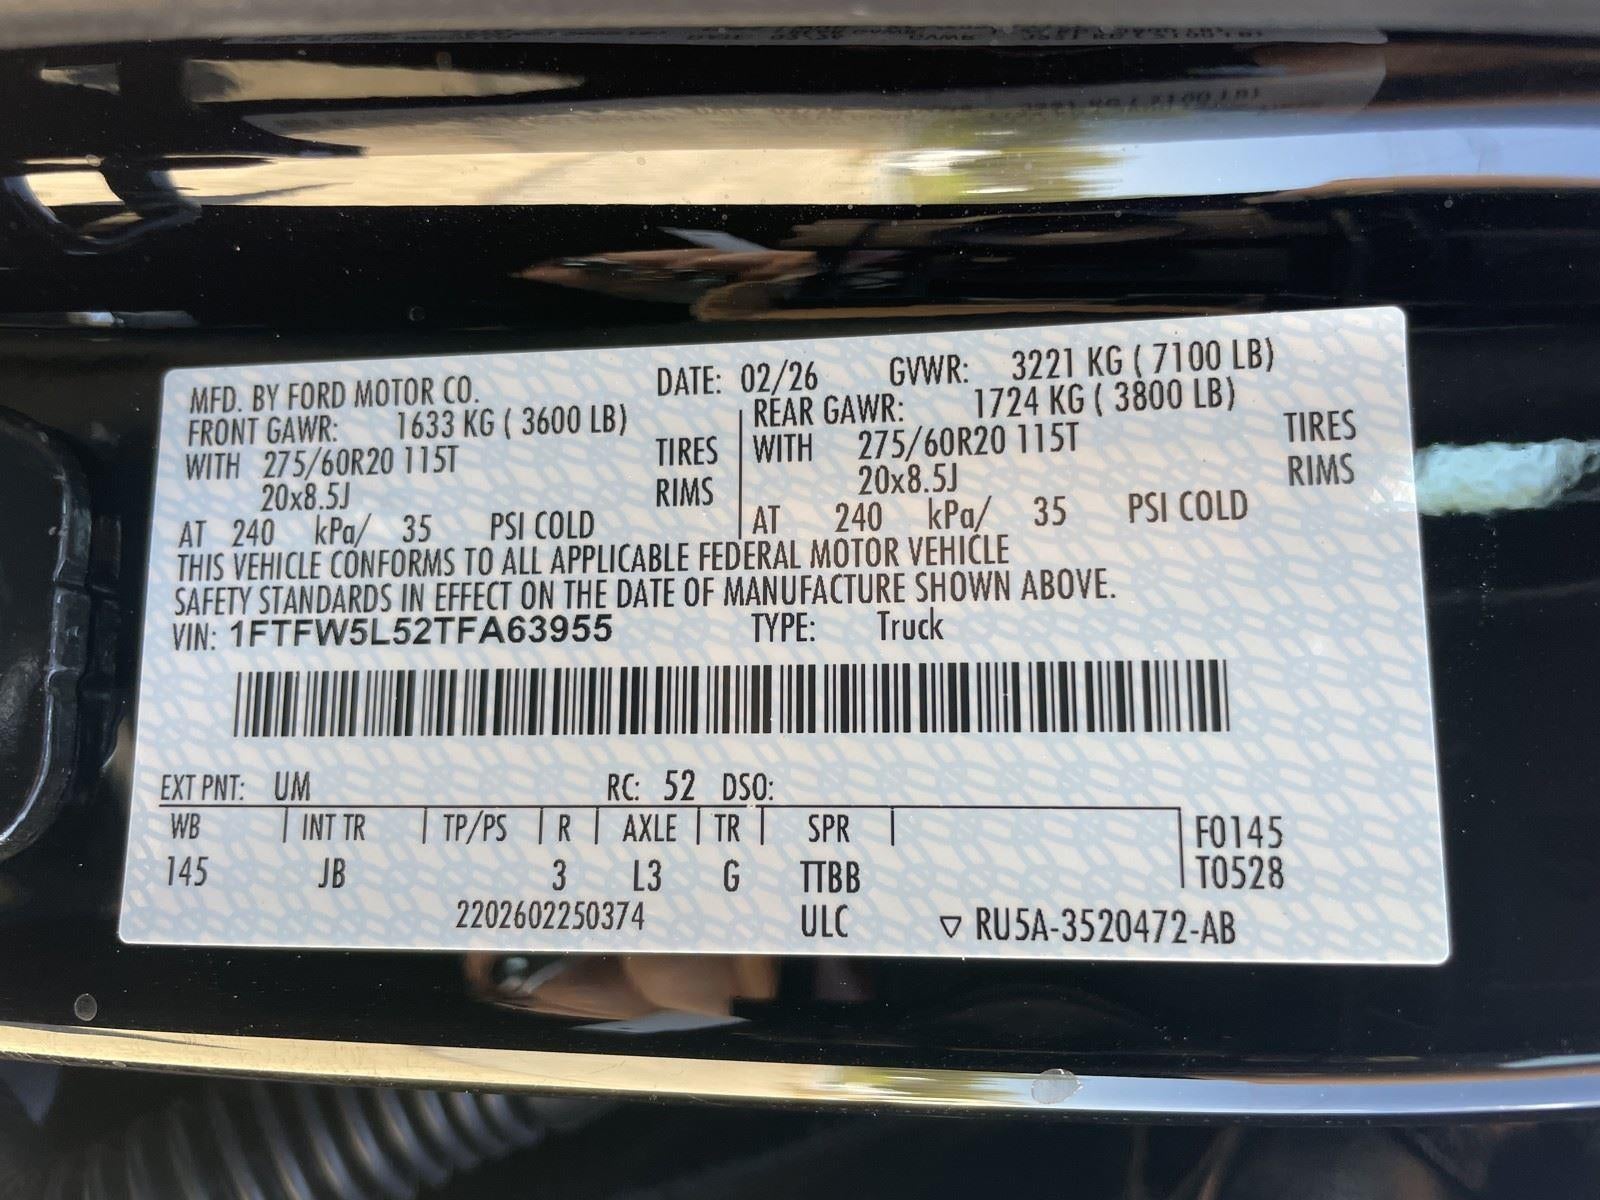 MFD. BY FORD MOTOR CO. DATE: 02/26 GVWR: 3221 KG ( 7100 LB)
FRONT GAWR: 1633 KG ( 3600 LB) REAR GAWR: 1724 KG ( 3800 LB)
WITH 275/60R20 115T TIRES WITH 275/60R20 115T TIRES
20x8.5J RIMS 20x8.5J RIMS
AT 240 kPa/ 35 PSI COLD AT 240 kPa/ 35 PSI COLD
THIS VEHICLE CONFORMS TO ALL APPLICABLE FEDERAL MOTOR VEHICLE
SAFETY STANDARDS IN EFFECT ON THE DATE OF MANUFACTURE SHOWN ABOVE.
VIN: 1FTFW5L52TFA63955 TYPE: Truck
EXT PNT: UM RC: 52 DSO:
WB INT TR TP/PS R AXLE TR SPR F0145
145 JB 3 L3 G TTBB T0528
2202602250374 ULC ▽ RU5A-3520472-AB